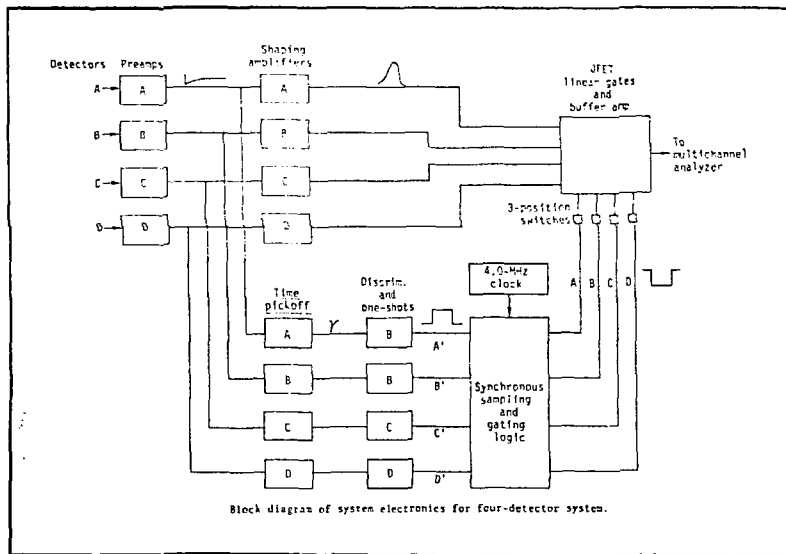 Detectors
Preamps
Shaping
amplifiers
JFET
linear gates
and
buffer amp
A
A
A
B
B
B
C
C
C
D
D
D
To
multichannel
analyzer
3-position
switches
A
B
C
D
4.0-MHz
clock
Time
pickoff
Discrim.
and
one-shots
A
B
A'
B
B
B'
C
C
C'
D
D
D'
Synchronous
sampling
and
gating
logic
Block diagram of system electronics for four-detector system.